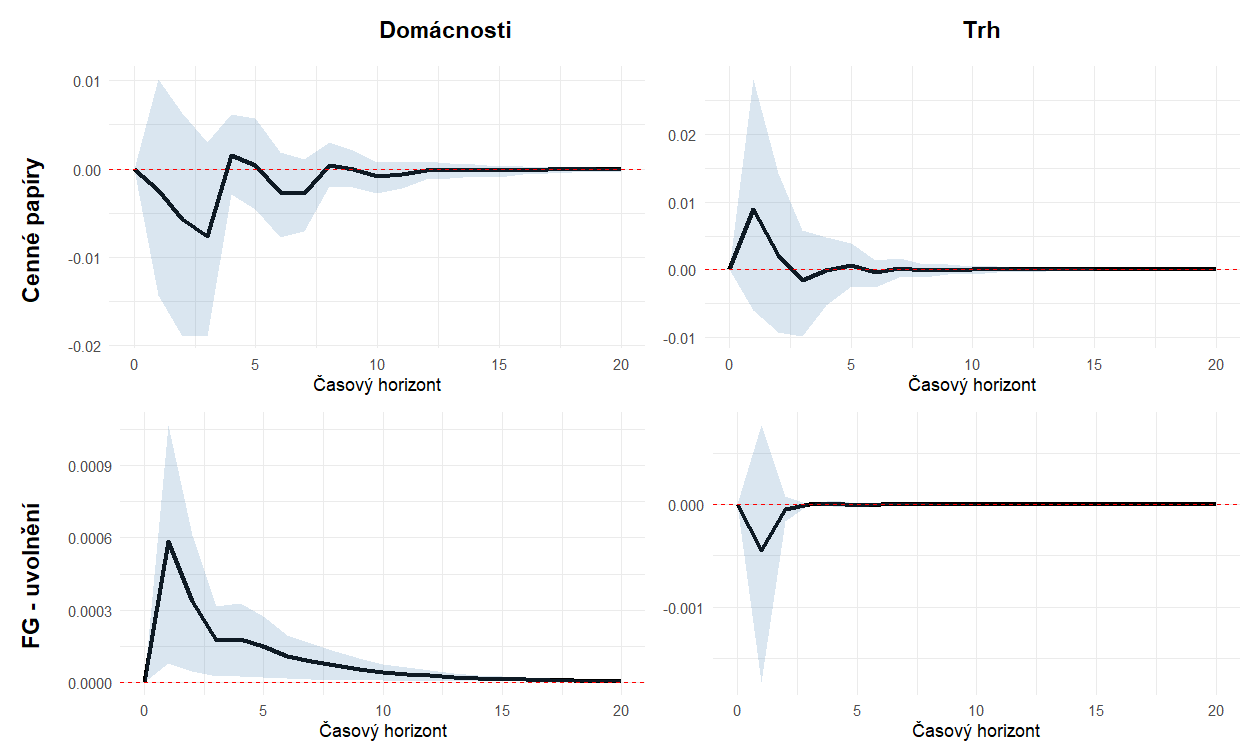 Domácnosti Trh
Cenné papíry
0.01
0.00
-0.01
-0.02
0 5 10 15 20
Časový horizont
0.02
0.01
0.00
-0.01
0 5 10 15 20
Časový horizont
FG - uvolnění
0.0009
0.0006
0.0003
0.0000
0 5 10 15 20
Časový horizont
0.000
-0.001
0 5 10 15 20
Časový horizont